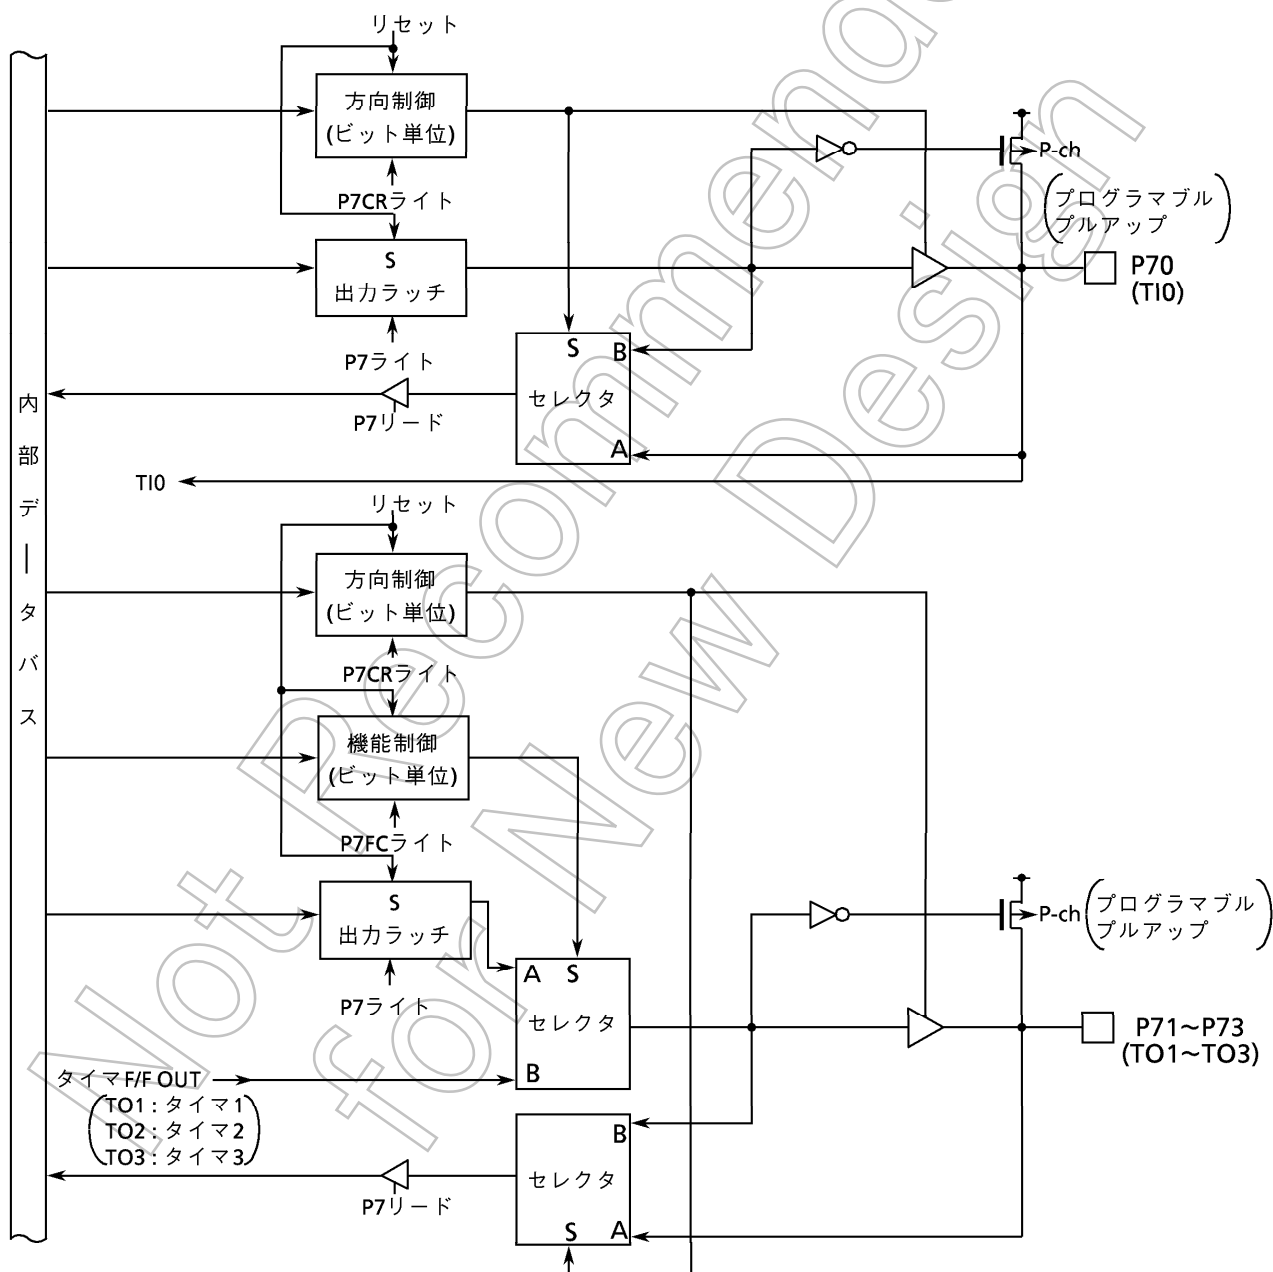 リセット
方向制御
(ビット単位)
P7CRライト
S
出力ラッチ
P7ライト
P-ch
(プログラマブル
プルアップ)
P70
(TI0)
S B
セレクタ
A
P7リード
TI0
内部データバス
リセット
方向制御
(ビット単位)
P7CRライト
機能制御
(ビット単位)
P7FCライト
S
出力ラッチ
P7ライト
A S
セレクタ
B
P-ch
(プログラマブル
プルアップ)
P71~P73
(TO1~TO3)
タイマF/F OUT
(TO1:タイマ1
TO2:タイマ2
TO3:タイマ3)
B
セレクタ
S A
P7リード
Not Recommended
for New Design